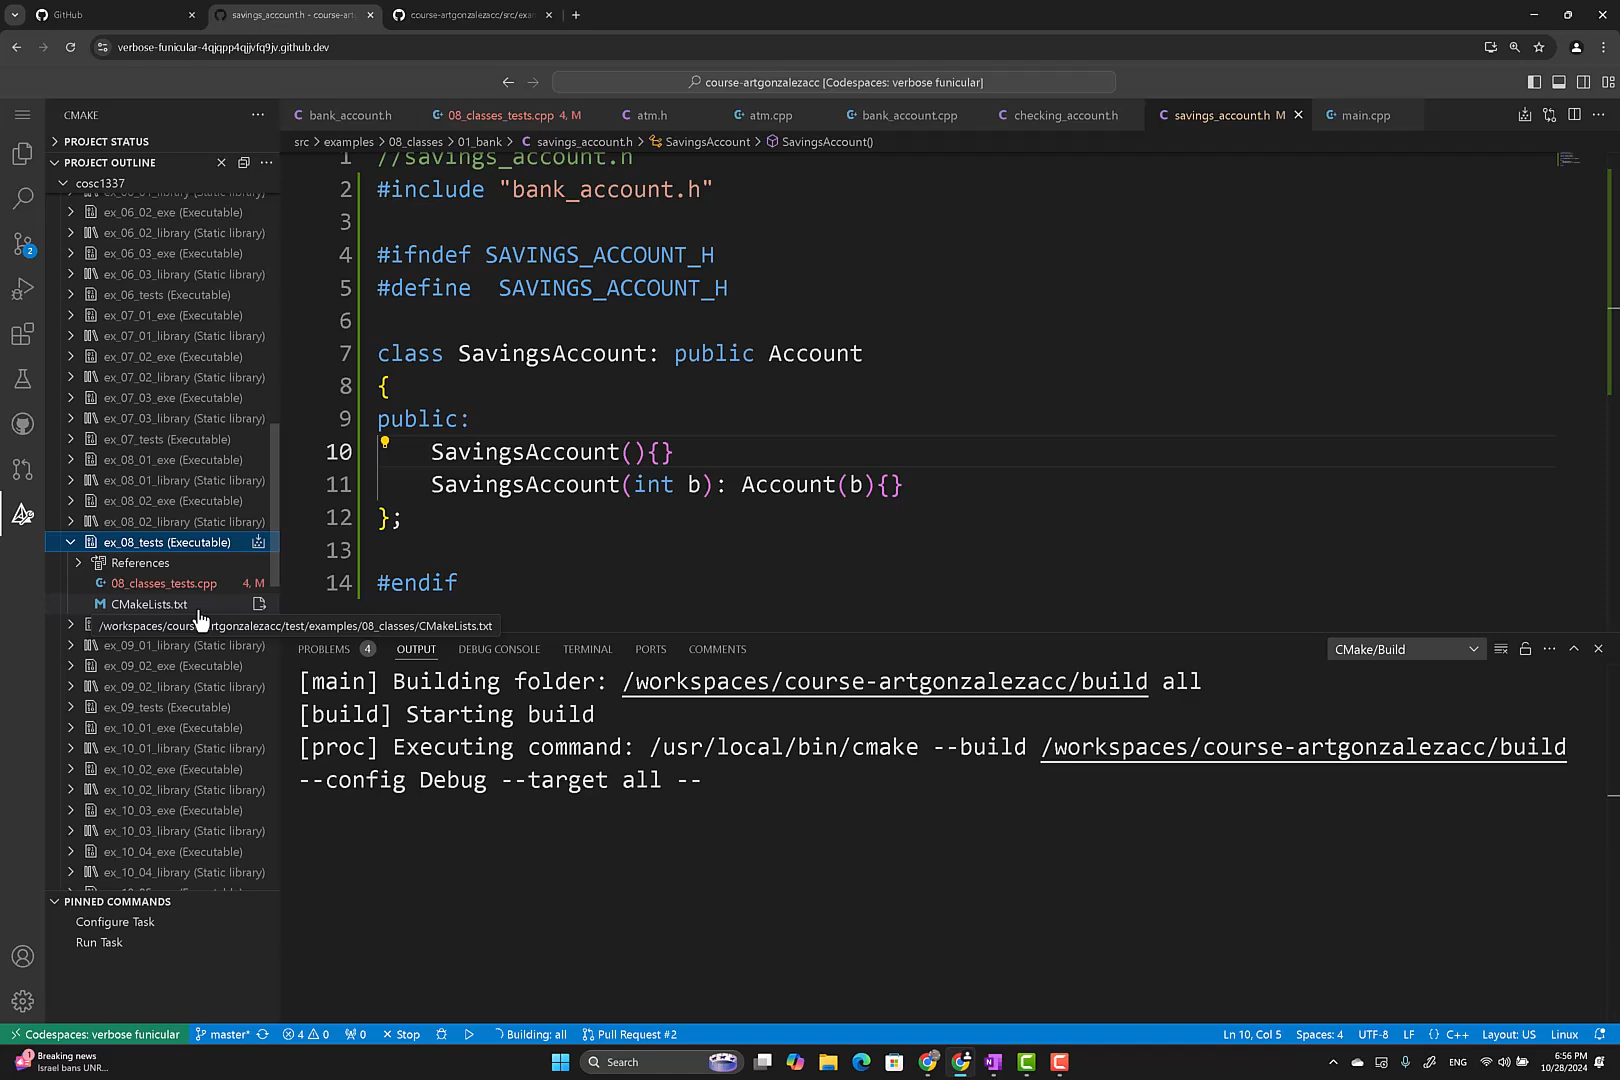 GitHub
savings_account.h - course-art
course-artgonzalezacc/src/exam
verbose-funicular-4qjqpp4qjjvfq9jv.github.dev
course-artgonzalezacc [Codespaces: verbose funicular]
CMAKE
bank_account.h
08_classes_tests.cpp 4, M
atm.h
atm.cpp
bank_account.cpp
checking_account.h
savings_account.h M
main.cpp
PROJECT STATUS
PROJECT OUTLINE
src > examples > 08_classes > 01_bank > savings_account.h > SavingsAccount > SavingsAccount()
cosc1337
ex_06_01_library (Static library)
ex_06_02_exe (Executable)
ex_06_02_library (Static library)
ex_06_03_exe (Executable)
ex_06_03_library (Static library)
ex_06_tests (Executable)
ex_07_01_exe (Executable)
ex_07_01_library (Static library)
ex_07_02_exe (Executable)
ex_07_02_library (Static library)
ex_07_03_exe (Executable)
ex_07_03_library (Static library)
ex_07_tests (Executable)
ex_08_01_exe (Executable)
ex_08_01_library (Static library)
ex_08_02_exe (Executable)
ex_08_02_library (Static library)
ex_08_tests (Executable)
References
08_classes_tests.cpp 4, M
CMakeLists.txt
/workspaces/cours rtgonzalezacc/test/examples/08_classes/CMakeLists.txt
ex_09_01_library (Static library)
ex_09_02_exe (Executable)
ex_09_02_library (Static library)
ex_09_tests (Executable)
ex_10_01_exe (Executable)
ex_10_01_library (Static library)
ex_10_02_exe (Executable)
ex_10_02_library (Static library)
ex_10_03_exe (Executable)
ex_10_03_library (Static library)
ex_10_04_exe (Executable)
ex_10_04_library (Static library)
PINNED COMMANDS
Configure Task
Run Task
1 //savings_account.h
2 #include "bank_account.h"
3
4 #ifndef SAVINGS_ACCOUNT_H
5 #define  SAVINGS_ACCOUNT_H
6
7 class SavingsAccount: public Account
8 {
9 public:
10     SavingsAccount(){}
11     SavingsAccount(int b): Account(b){}
12 };
13
14 #endif
PROBLEMS 4 OUTPUT DEBUG CONSOLE TERMINAL PORTS COMMENTS CMake/Build
[main] Building folder: /workspaces/course-artgonzalezacc/build all
[build] Starting build
[proc] Executing command: /usr/local/bin/cmake --build /workspaces/course-artgonzalezacc/build
--config Debug --target all --
2
Codespaces: verbose funicular master* 4 0 0 Stop Building: all Pull Request #2 Ln 10, Col 5 Spaces: 4 UTF-8 LF {} C++ Layout: US Linux
1
Breaking news
Israel bans UNR...
Search
ENG
6:56 PM
10/28/2024